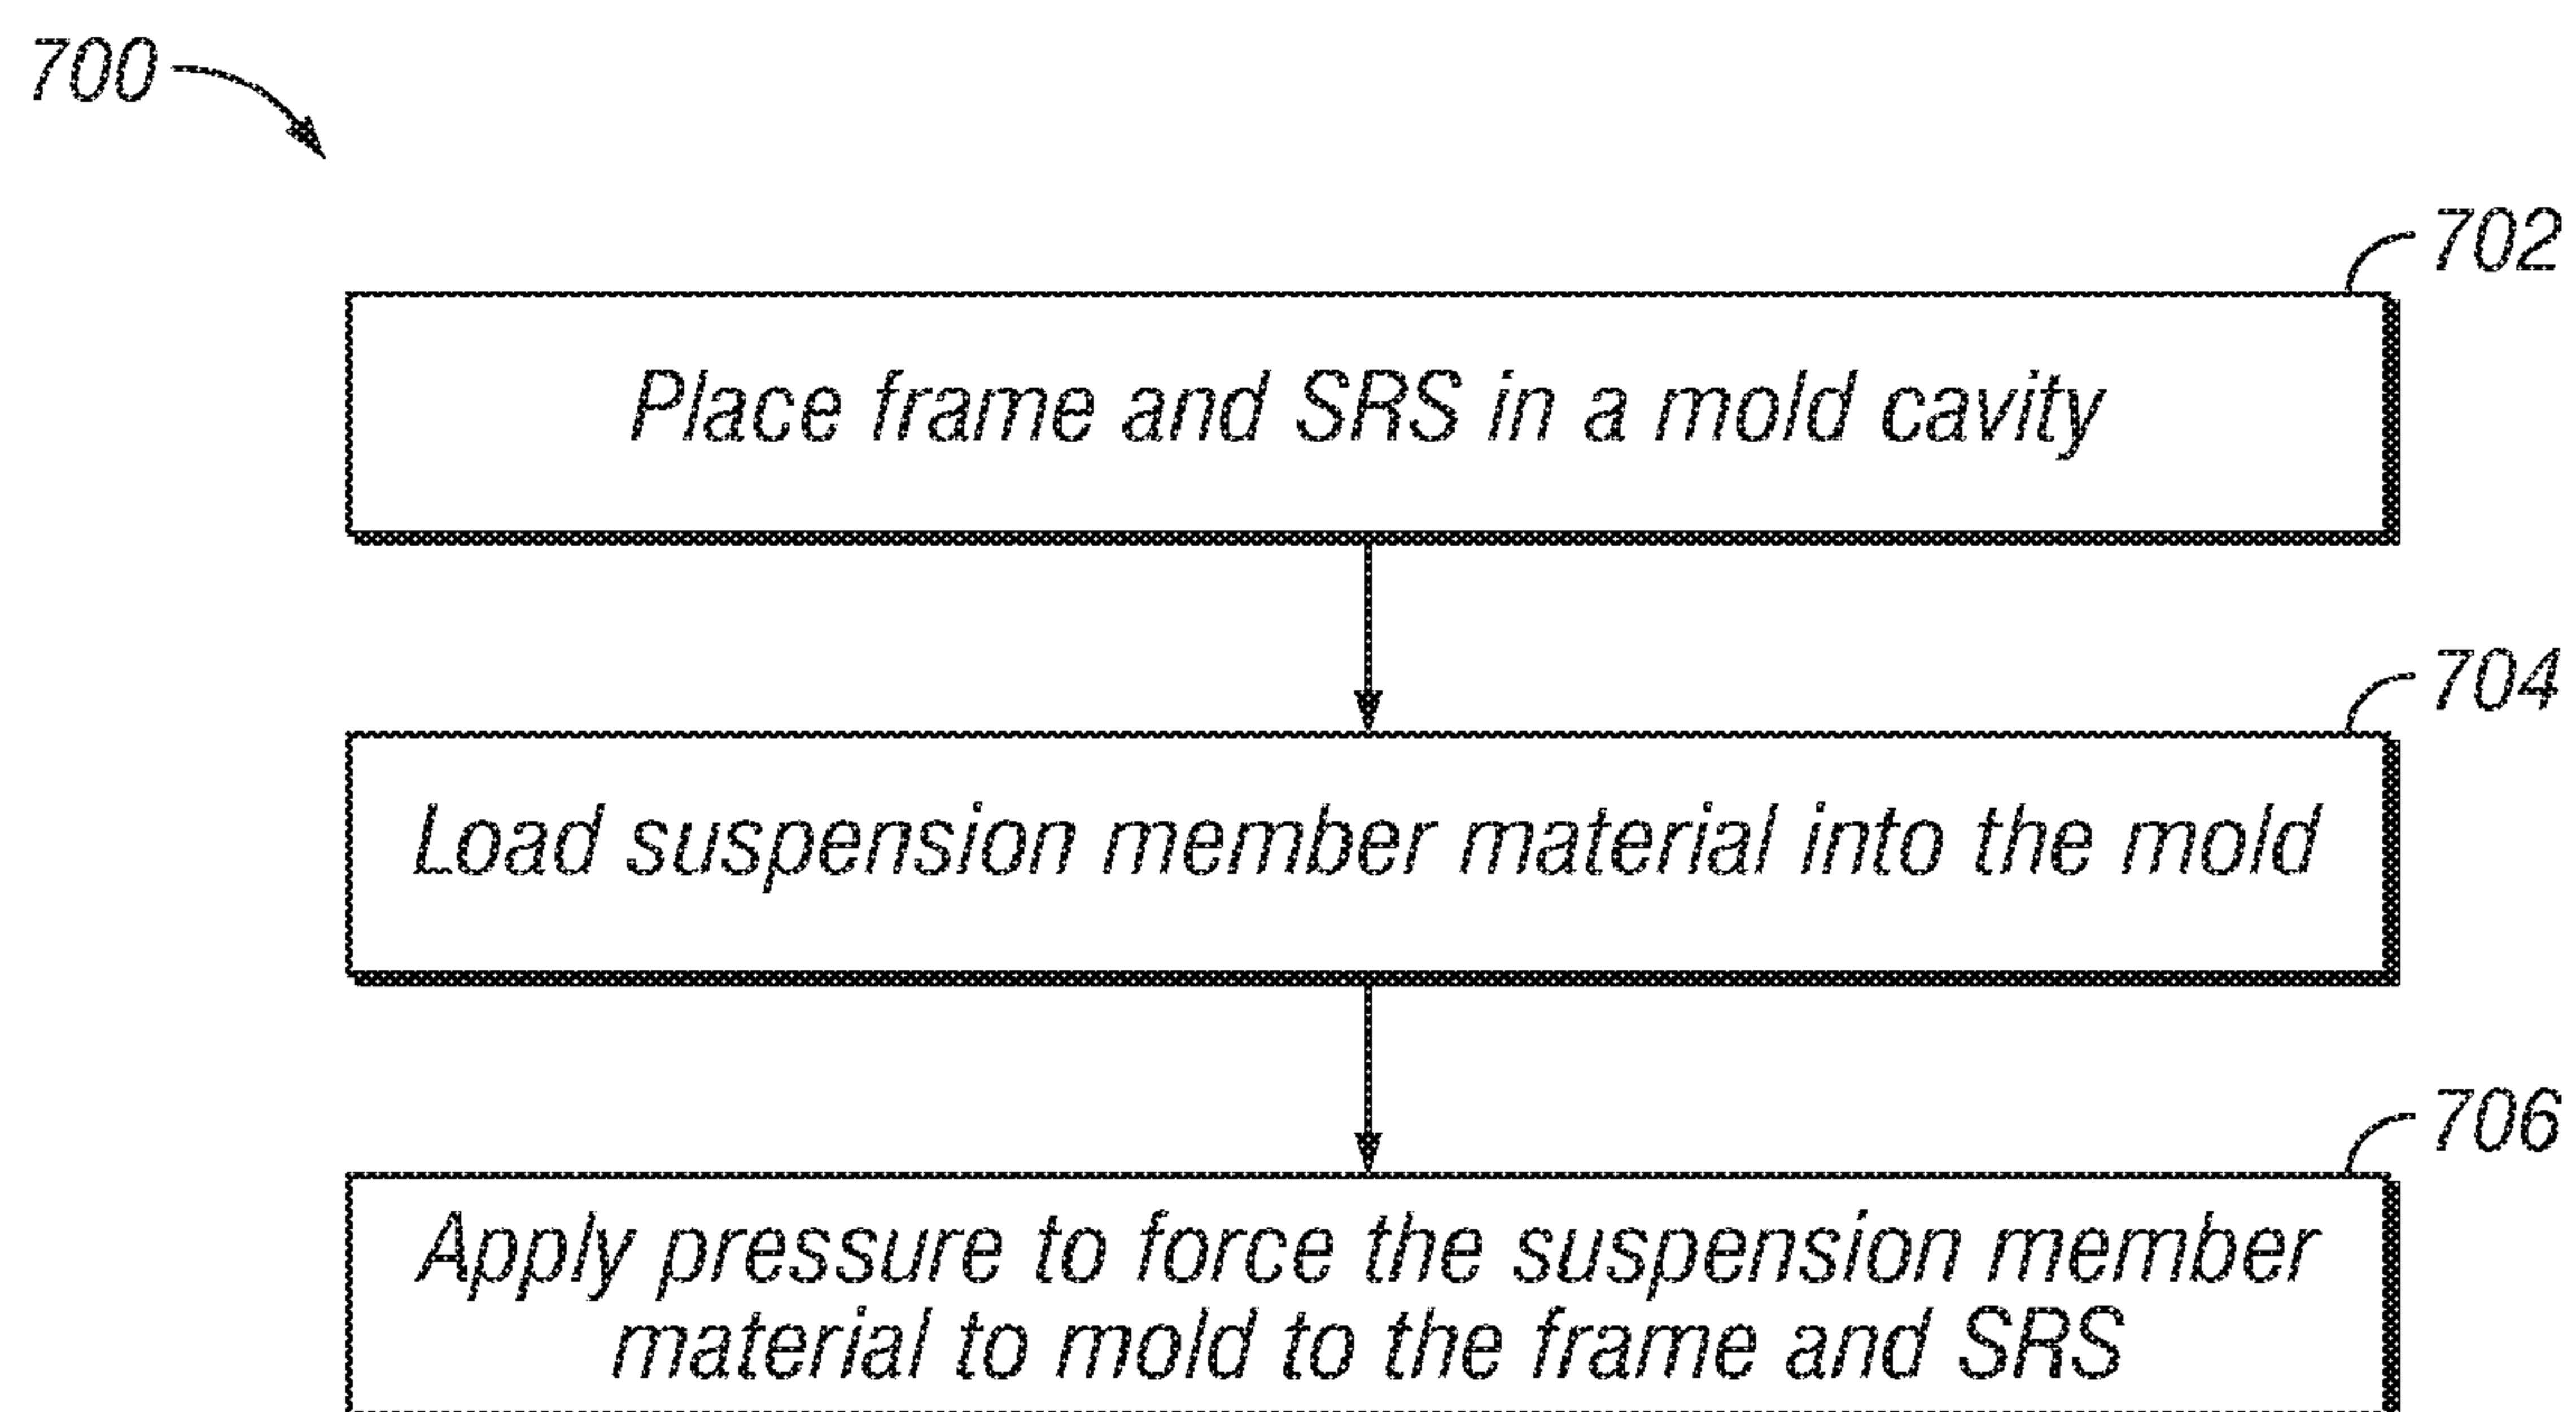 700
702
Place frame and SRS in a mold cavity
704
Load suspension member material into the mold
706
Apply pressure to force the suspension member
material to mold to the frame and SRS